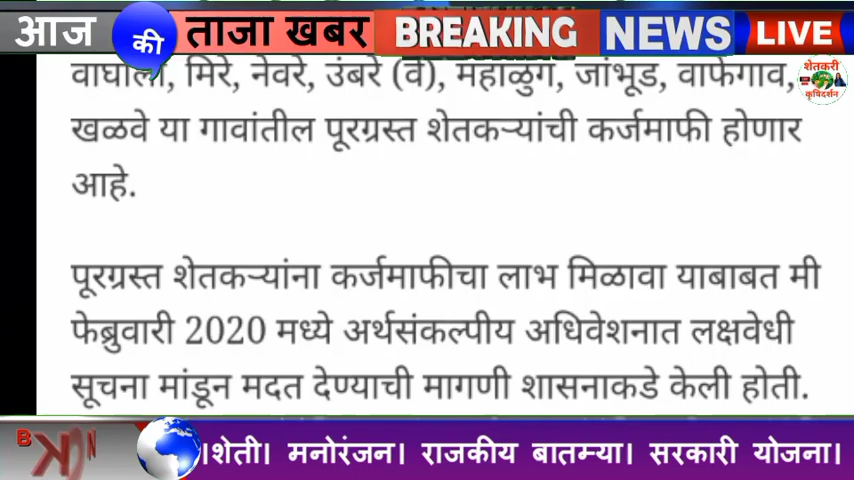 आज की ताजा खबर BREAKING NEWS LIVE
वाघोली, मिरे, नेवरे, उंबरे (वे), महाळुंग, जांभूड, वाफेगाव,
शेतकरी
कृषिदर्शन
खळवे या गावांतील पूरग्रस्त शेतकऱ्यांची कर्जमाफी होणार
आहे.
पूरग्रस्त शेतकऱ्यांना कर्जमाफीचा लाभ मिळावा याबाबत मी
फेब्रुवारी 2020 मध्ये अर्थसंकल्पीय अधिवेशनात लक्षवेधी
सूचना मांडून मदत देण्याची मागणी शासनाकडे केली होती.
B K N
।शेती। मनोरंजन। राजकीय बातम्या। सरकारी योजना।